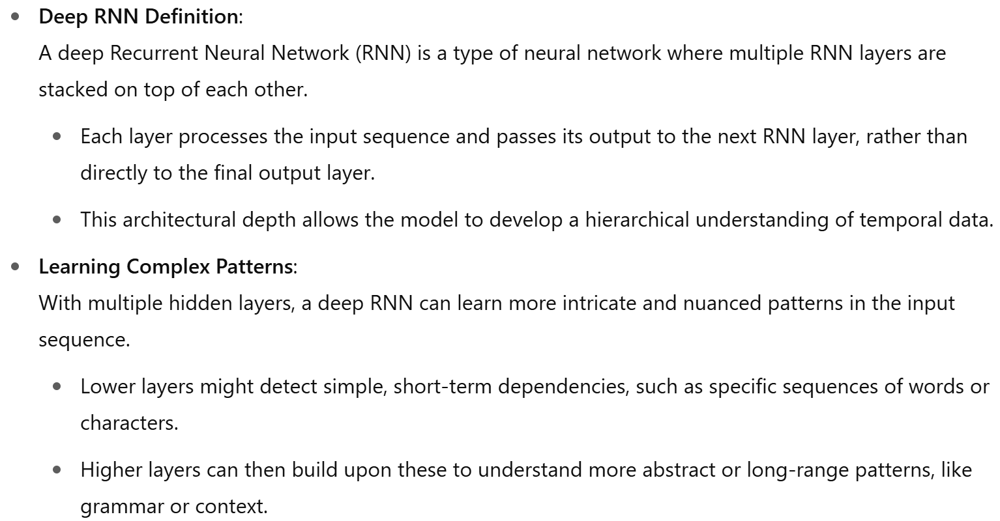 Deep RNN Definition:
A deep Recurrent Neural Network (RNN) is a type of neural network where multiple RNN layers are
stacked on top of each other.
Each layer processes the input sequence and passes its output to the next RNN layer, rather than
directly to the final output layer.
This architectural depth allows the model to develop a hierarchical understanding of temporal data.
Learning Complex Patterns:
With multiple hidden layers, a deep RNN can learn more intricate and nuanced patterns in the input
sequence.
Lower layers might detect simple, short-term dependencies, such as specific sequences of words or
characters.
Higher layers can then build upon these to understand more abstract or long-range patterns, like
grammar or context.